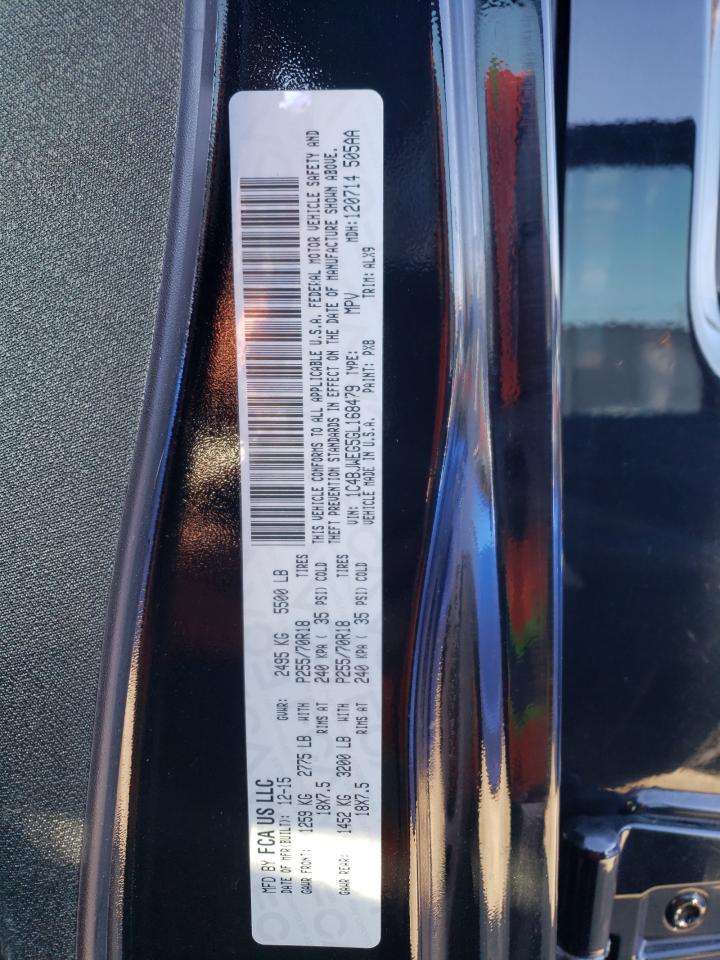 MFD BY FCA US LLC
DATE OF MFR(BUILT): 12-15 GVWR: 2495 KG 5500 LB
GAWR FRONT: 1259 KG 2775 LB WITH P255/70R18 TIRES
18X7.5 RIMS AT 240 KPA ( 35 PSI) COLD
GAWR REAR: 1452 KG 3200 LB WITH P255/70R18 TIRES
18X7.5 RIMS AT 240 KPA ( 35 PSI) COLD
THIS VEHICLE CONFORMS TO ALL APPLICABLE U.S.A. FEDERAL MOTOR VEHICLE SAFETY AND
THEFT PREVENTION STANDARDS IN EFFECT ON THE DATE OF MANUFACTURE SHOWN ABOVE.
VIN: 1C4BJWEG5GL168479 TYPE: MPV MDH:120714 505AA
VEHICLE MADE IN U.S.A. PAINT: PX8 TRIM: ALX9